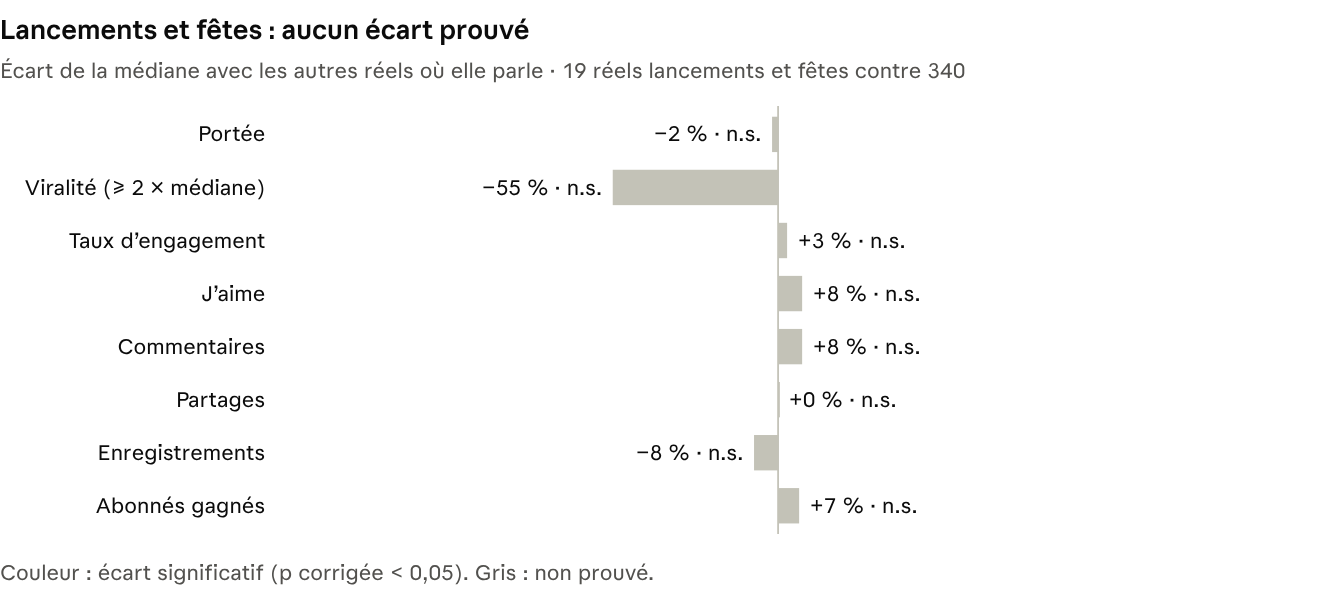 Lancements et fêtes : aucun écart prouvé
Écart de la médiane avec les autres réels où elle parle · 19 réels lancements et fêtes contre 340
Portée −2 % · n.s.
Viralité (≥ 2 × médiane) −55 % · n.s.
Taux d’engagement +3 % · n.s.
J’aime +8 % · n.s.
Commentaires +8 % · n.s.
Partages +0 % · n.s.
Enregistrements −8 % · n.s.
Abonnés gagnés +7 % · n.s.
Couleur : écart significatif (p corrigée < 0,05). Gris : non prouvé.